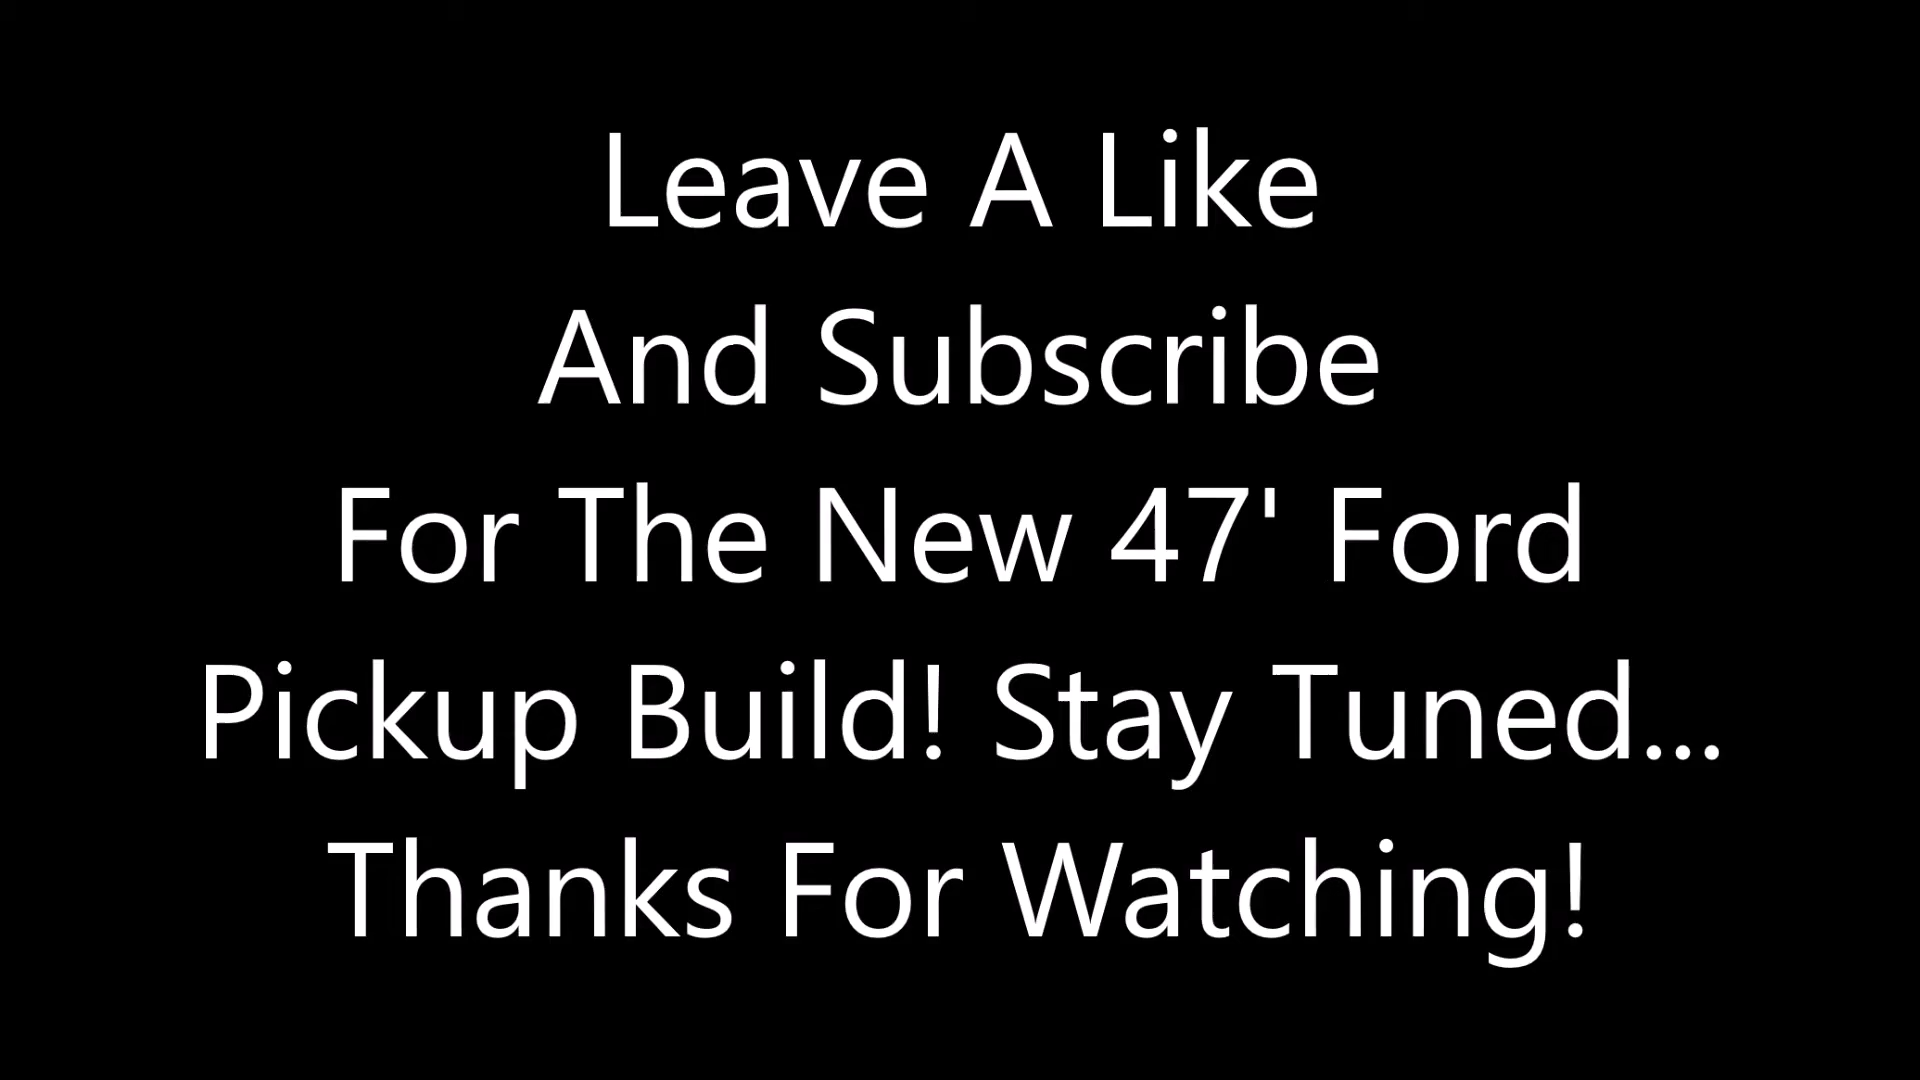 Leave A Like
And Subscribe
For The New 47' Ford
Pickup Build! Stay Tuned...
Thanks For Watching!